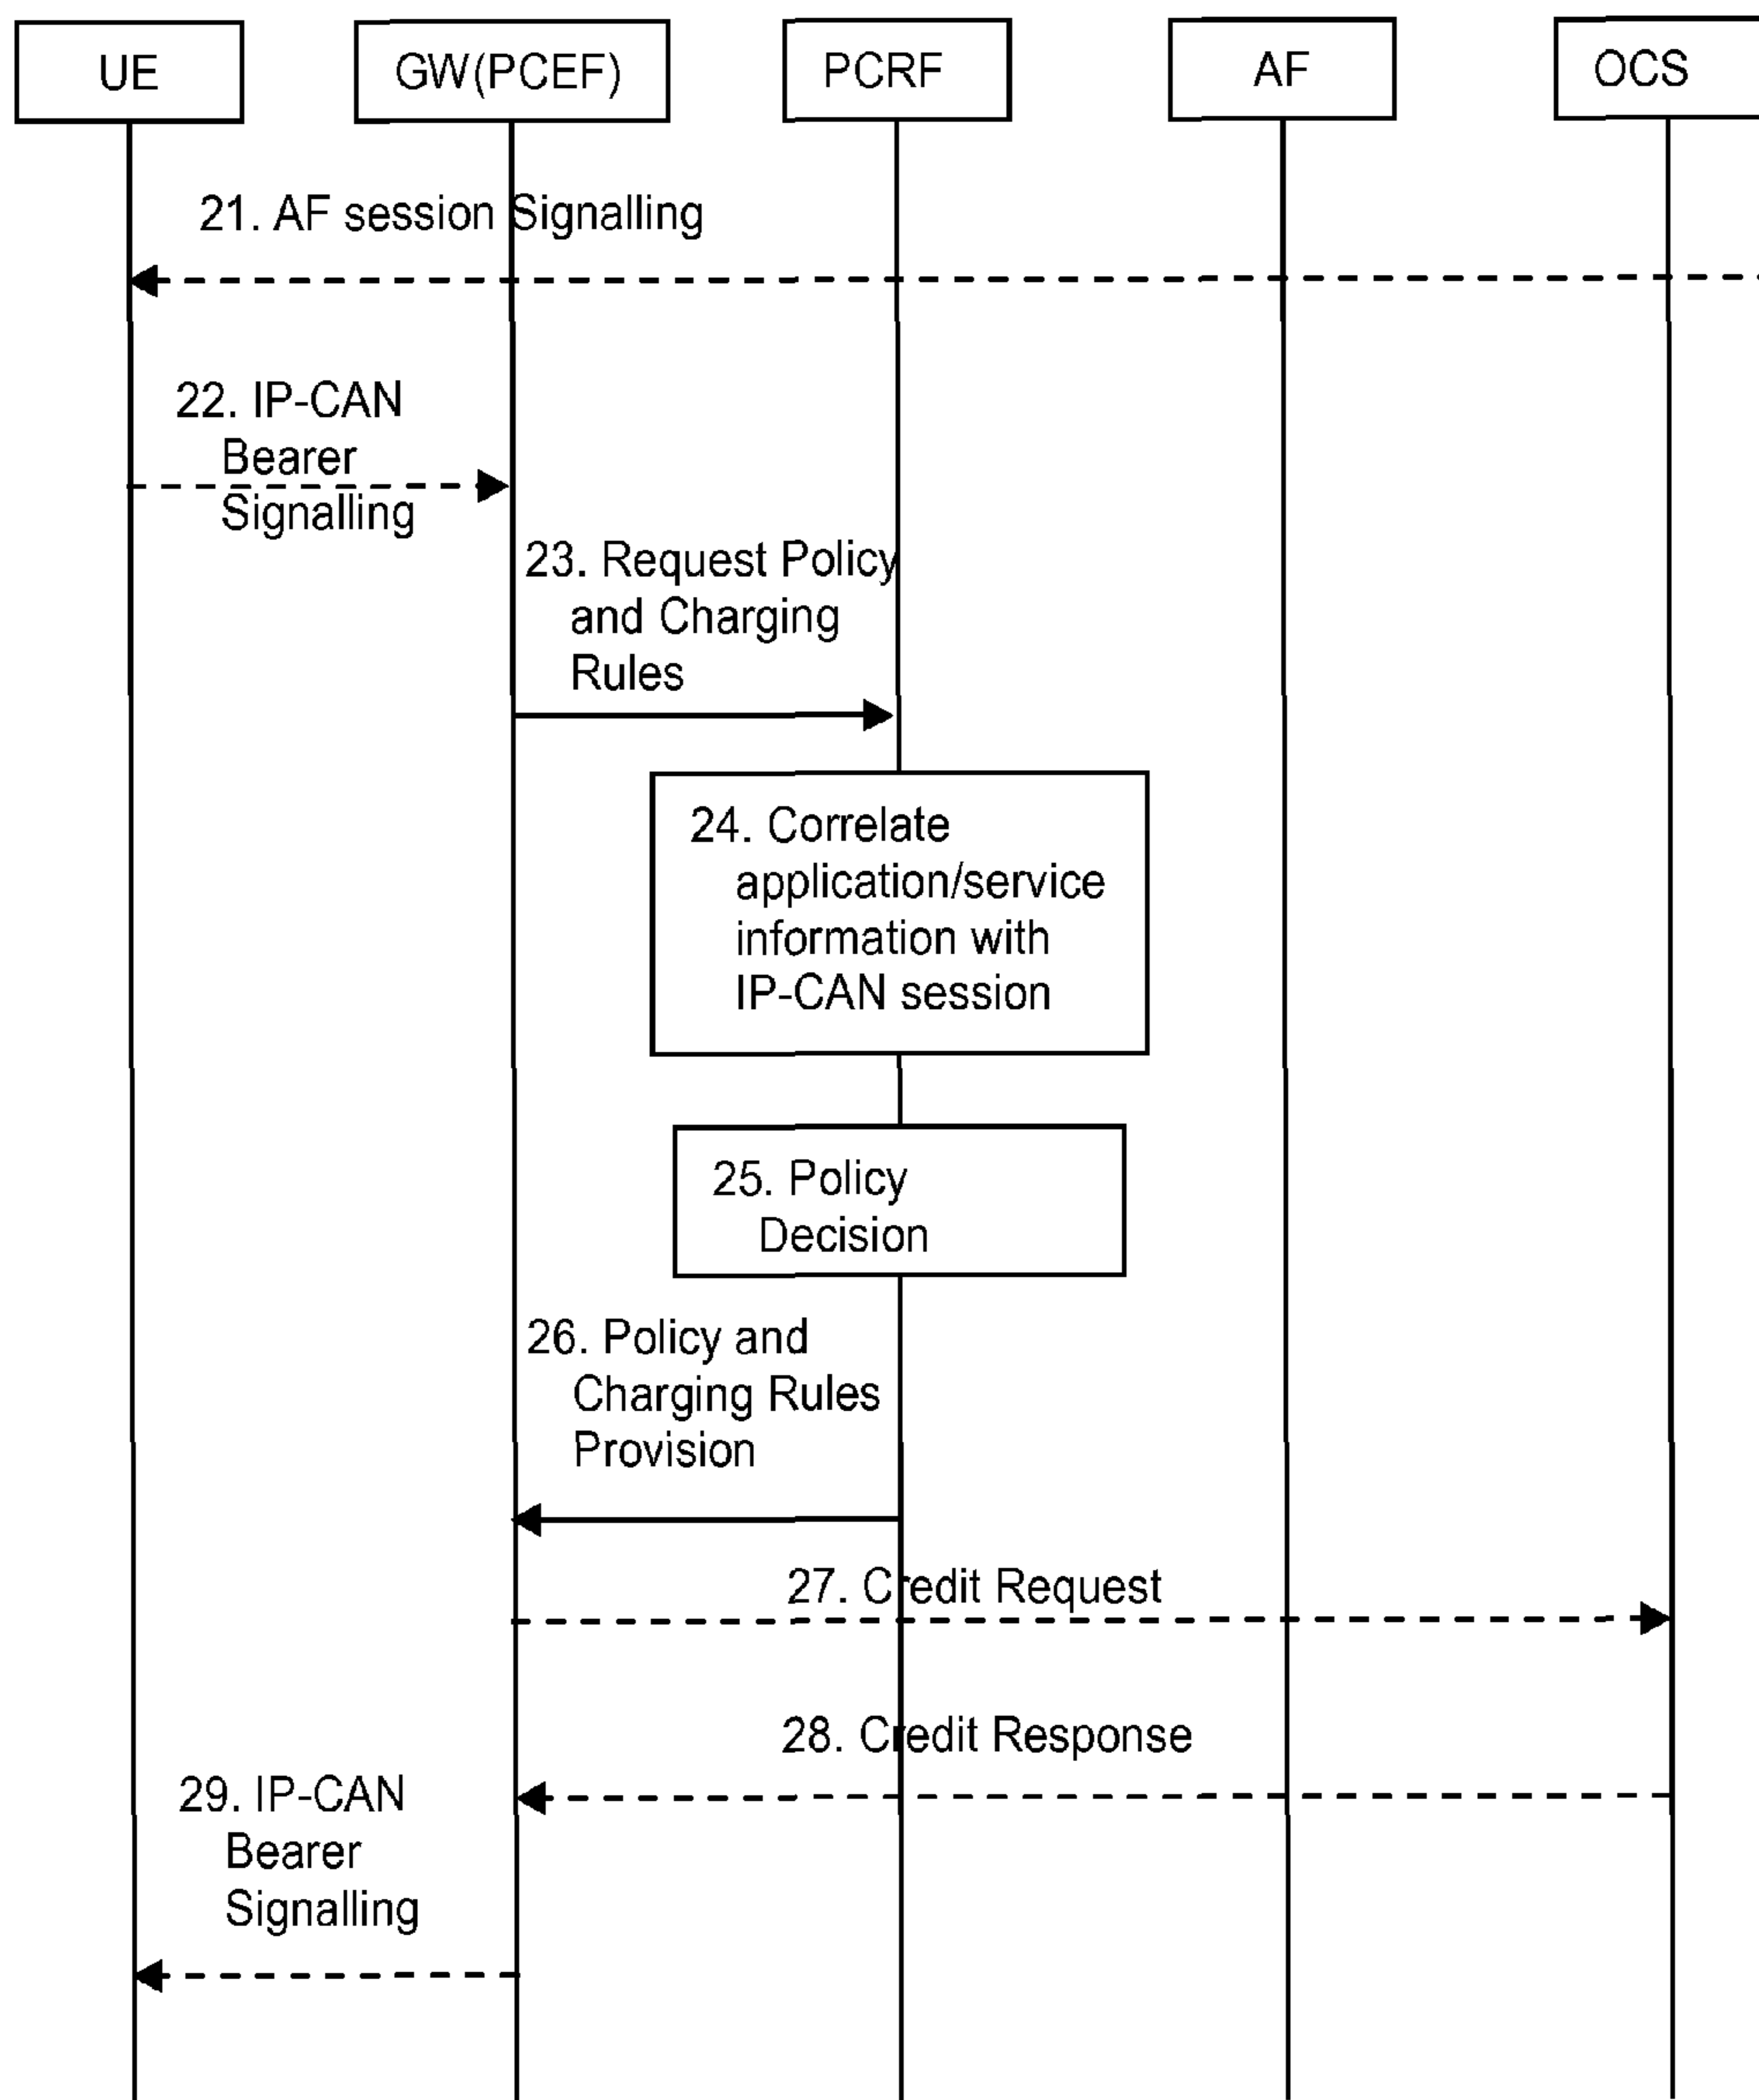 UE
GW(PCEF)
PCRF
AF
OCS
21. AF session Signalling
22. IP-CAN
Bearer
Signalling
23. Request Policy
and Charging
Rules
24. Correlate
application/service
information with
IP-CAN session
25. Policy
Decision
26. Policy and
Charging Rules
Provision
27. Credit Request
28. Credit Response
29. IP-CAN
Bearer
Signalling